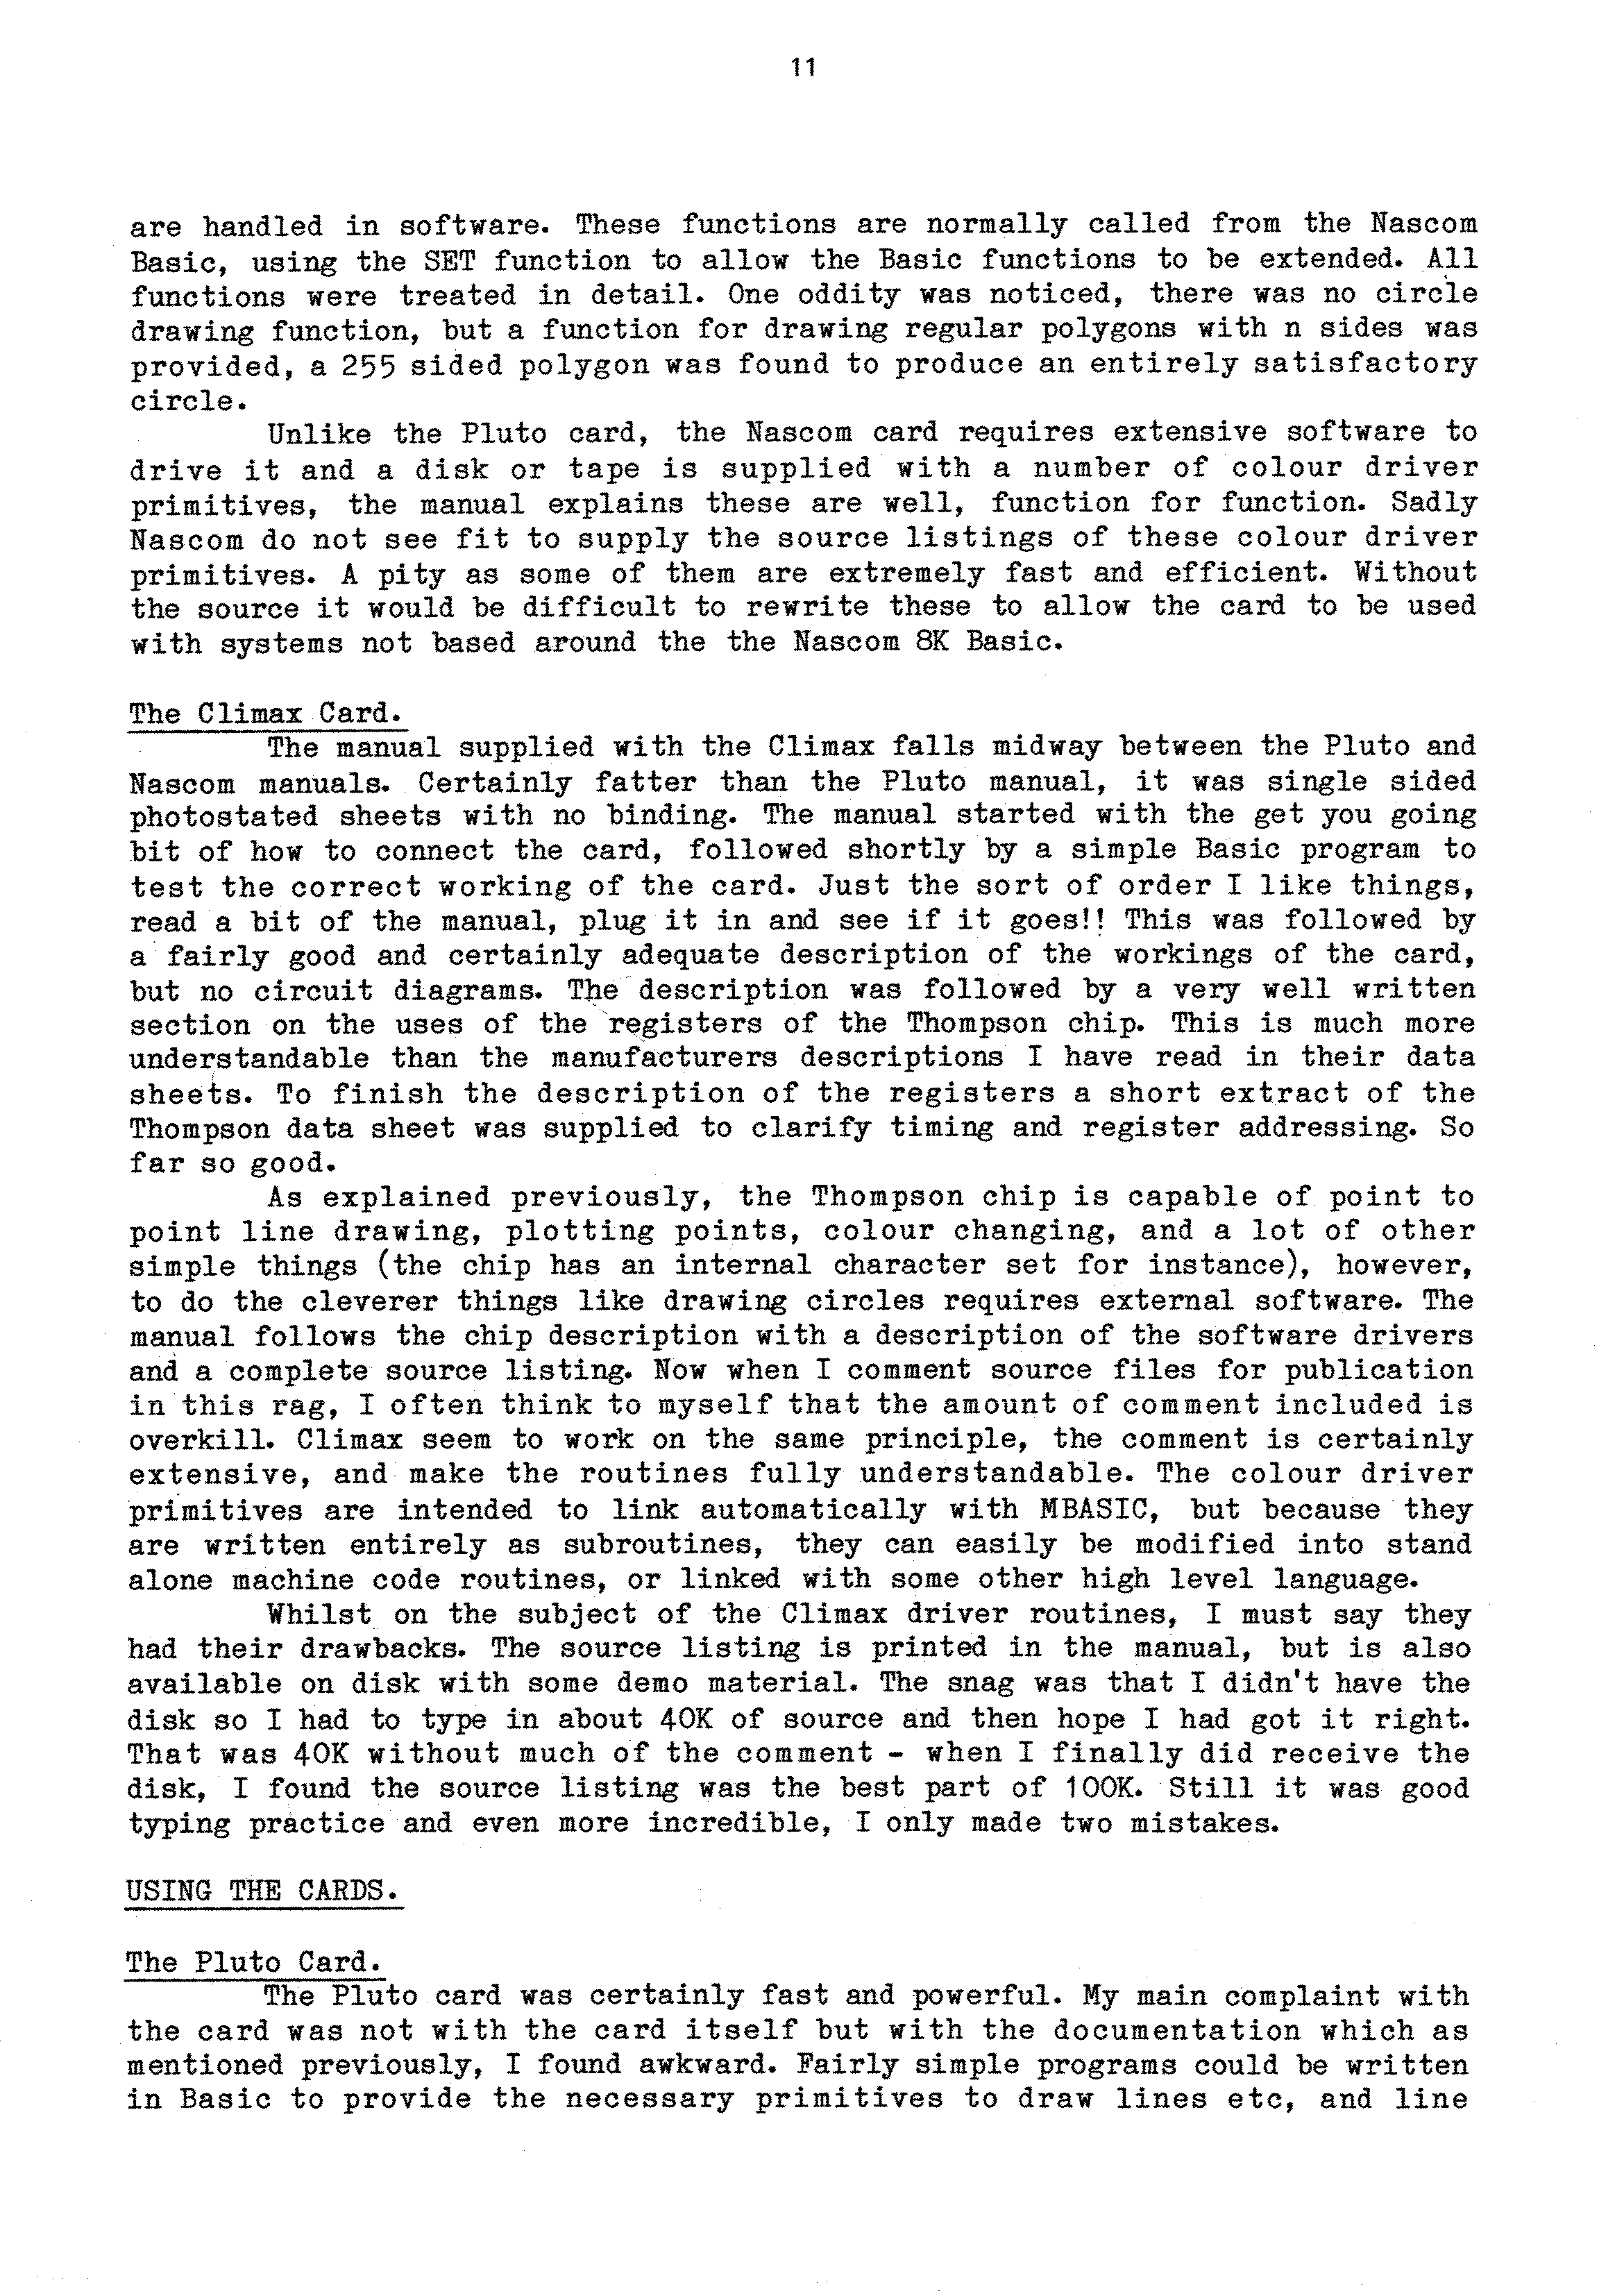 11
are handled in software. These functions are normally called from the Nascom
Basic, using the SET function to allow the Basic functions to be extended. All
functions were treated in detail. One oddity was noticed, there was no circle
drawing function, but a function for drawing regular polygons with n sides was
provided, a 255 sided polygon was found to produce an entirely satisfactory
circle.
Unlike the Pluto card, the Nascom card requires extensive software to
drive it and a disk or tape is supplied with a number of colour driver
primitives, the manual explains these are well, function for function. Sadly
Nascom do not see fit to supply the source listings of these colour driver
primitives. A pity as some of them are extremely fast and efficient. Without
the source it would be difficult to rewrite these to allow the card to be used
with systems not based around the the Nascom 8K Basic.
The Climax Card.
The manual supplied with the Climax falls midway between the Pluto and
Nascom manuals. Certainly fatter than the Pluto manual, it was single sided
photostated sheets with no binding. The manual started with the get you going
bit of how to connect the card, followed shortly by a simple Basic program to
test the correct working of the card. Just the sort of order I like things,
read a bit of the manual, plug it in and see if it goes!! This was followed by
a fairly good and certainly adequate description of the workings of the card,
but no circuit diagrams. The description was followed by a very well written
section on the uses of the registers of the Thompson chip. This is much more
understandable than the manufacturers descriptions I have read in their data
sheets. To finish the description of the registers a short extract of the
Thompson data sheet was supplied to clarify timing and register addressing. So
far so good.
As explained previously, the Thompson chip is capable of point to
point line drawing, plotting points, colour changing, and a lot of other
simple things (the chip has an internal character set for instance), however,
to do the cleverer things like drawing circles requires external software. The
manual follows the chip description with a description of the software drivers
and a complete source listing. Now when I comment source files for publication
in this rag, I often think to myself that the amount of comment included is
overkill. Climax seem to work on the same principle, the comment is certainly
extensive, and make the routines fully understandable. The colour driver
primitives are intended to link automatically with MBASIC, but because they
are written entirely as subroutines, they can easily be modified into stand
alone machine code routines, or linked with some other high level language.
Whilst on the subject of the Climax driver routines, I must say they
had their drawbacks. The source listing is printed in the manual, but is also
available on disk with some demo material. The snag was that I didn't have the
disk so I had to type in about 40K of source and then hope I had got it right.
That was 40K without much of the comment - when I finally did receive the
disk, I found the source listing was the best part of 100K. Still it was good
typing practice and even more incredible, I only made two mistakes.
USING THE CARDS.
The Pluto Card.
The Pluto card was certainly fast and powerful. My main complaint with
the card was not with the card itself but with the documentation which as
mentioned previously, I found awkward. Fairly simple programs could be written
in Basic to provide the necessary primitives to draw lines etc, and line